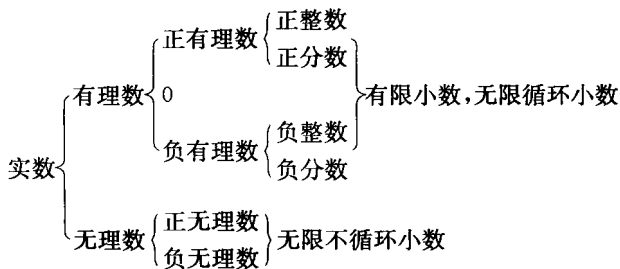 正整数
正有理数
正分数
有理数
0
有限小数,无限循环小数
负整数
负有理数
负分数
实数
正无理数
无理数
无限不循环小数
负无理数